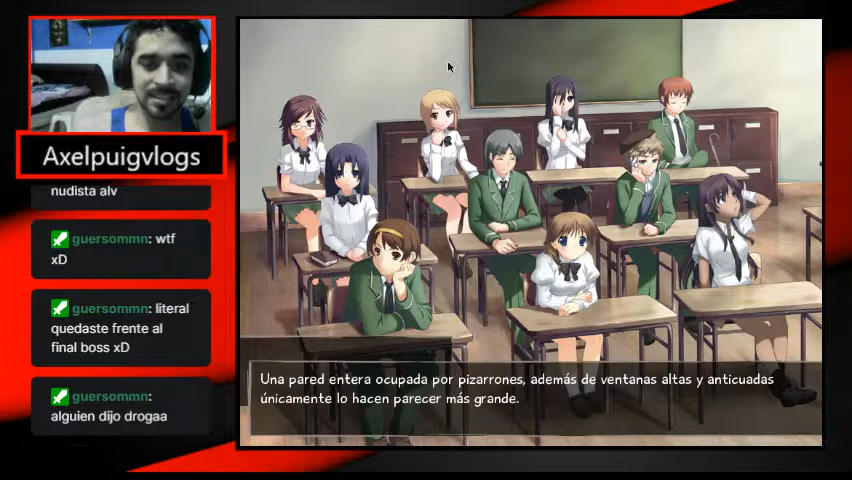 Axelpuigvlogs
nudista alv
guersommn: wtf
xD
guersommn: literal
quedaste frente al
final boss xD
guersommn:
alguien dijo drogaa
Una pared entera ocupada por pizarrones, además de ventanas altas y anticuadas
únicamente lo hacen parecer más grande.